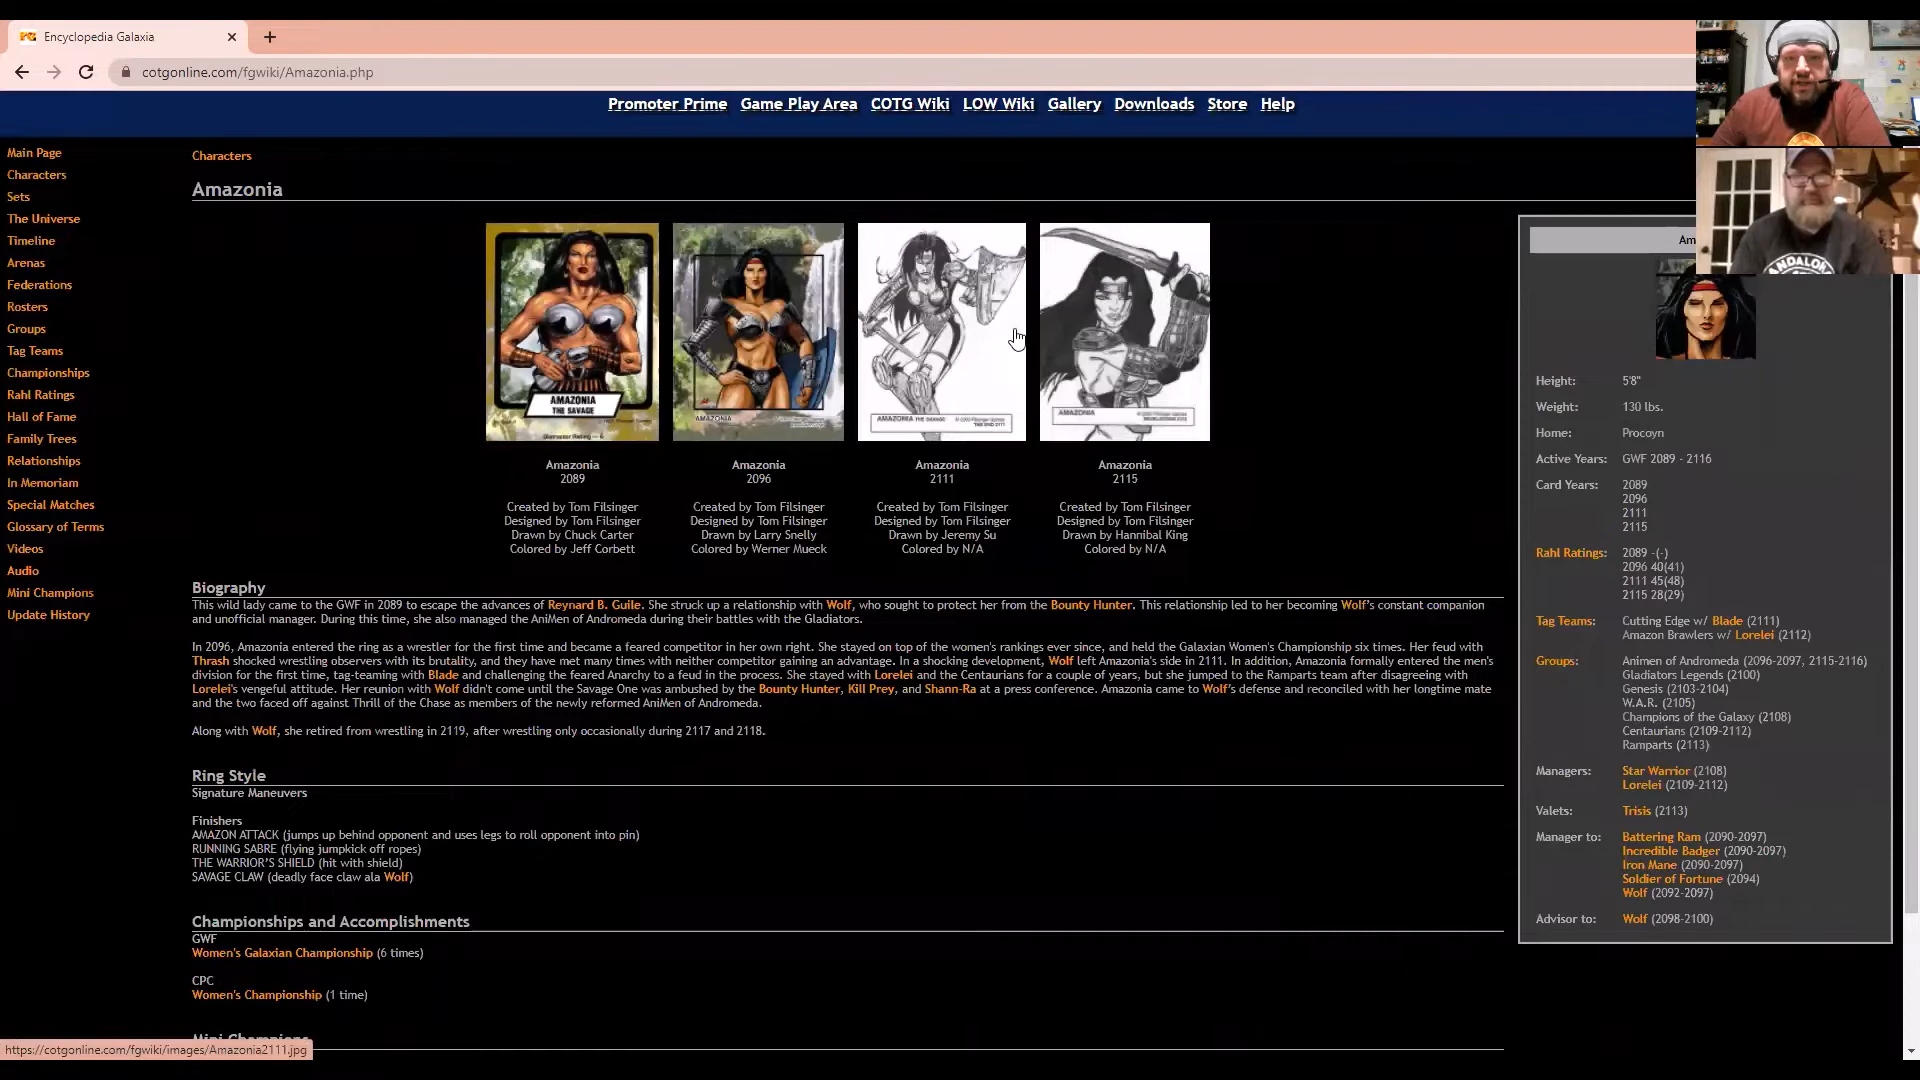 Encyclopedia Galaxia
cotgonline.com/fgwiki/Amazonia.php
Promoter Prime Game Play Area COTG Wiki LOW Wiki Gallery Downloads Store Help
Main Page
Characters
Sets
The Universe
Timeline
Arenas
Federations
Rosters
Groups
Tag Teams
Championships
Rahl Ratings
Hall of Fame
Family Trees
Relationships
In Memoriam
Special Matches
Glossary of Terms
Videos
Audio
Mini Champions
Update History
Characters
Amazonia
AMAZONIA
THE SAVAGE
AMAZONIA
AMAZONIA THE SAVAGE
AMAZONIA
Amazonia
2089
Created by Tom Filsinger
Designed by Tom Filsinger
Drawn by Chuck Carter
Colored by Jeff Corbett
Amazonia
2096
Created by Tom Filsinger
Designed by Tom Filsinger
Drawn by Larry Snelly
Colored by Werner Mueck
Amazonia
2111
Created by Tom Filsinger
Designed by Tom Filsinger
Drawn by Jeremy Su
Colored by N/A
Amazonia
2115
Created by Tom Filsinger
Designed by Tom Filsinger
Drawn by Hannibal King
Colored by N/A
Biography
This wild lady came to the GWF in 2089 to escape the advances of Reynard B. Guile. She struck up a relationship with Wolf, who sought to protect her from the Bounty Hunter. This relationship led to her becoming Wolf's constant companion
and unofficial manager. During this time, she also managed the AniMen of Andromeda during their battles with the Gladiators.
In 2096, Amazonia entered the ring as a wrestler for the first time and became a feared competitor in her own right. She stayed on top of the women's rankings ever since, and held the Galaxian Women's Championship six times. Her feud with
Thrash shocked wrestling observers with its brutality, and they have met many times with neither competitor gaining an advantage. In a shocking development, Wolf left Amazonia's side in 2111. In addition, Amazonia formally entered the men's
division for the first time, tag-teaming with Blade and challenging the feared Anarchy to a feud in the process. She stayed with Lorelei and the Centaurians for a couple of years, but she jumped to the Ramparts team after disagreeing with
Lorelei's vengeful attitude. Her reunion with Wolf didn't come until the Savage One was ambushed by the Bounty Hunter, Kill Prey, and Shann-Ra at a press conference. Amazonia came to Wolf's defense and reconciled with her longtime mate
and the two faced off against Thrill of the Chase as members of the newly reformed AniMen of Andromeda.
Along with Wolf, she retired from wrestling in 2119, after wrestling only occasionally during 2117 and 2118.
Ring Style
Signature Maneuvers
Finishers
AMAZON ATTACK (jumps up behind opponent and uses legs to roll opponent into pin)
RUNNING SABRE (flying jumpkick off ropes)
THE WARRIOR'S SHIELD (hit with shield)
SAVAGE CLAW (deadly face claw ala Wolf)
Championships and Accomplishments
GWF
Women's Galaxian Championship (6 times)
CPC
Women's Championship (1 time)
Mini Champions
https://cotgonline.com/fgwiki/images/Amazonia2111.jpg
Am
Height: 5'8"
Weight: 130 lbs.
Home: Procoyn
Active Years: GWF 2089 - 2116
Card Years: 2089
2096
2111
2115
Rahl Ratings: 2089 -(-)
2096 40(41)
2111 45(48)
2115 28(29)
Tag Teams: Cutting Edge w/ Blade (2111)
Amazon Brawlers w/ Lorelei (2112)
Groups: Animen of Andromeda (2096-2097, 2115-2116)
Gladiators Legends (2100)
Genesis (2103-2104)
W.A.R. (2105)
Champions of the Galaxy (2108)
Centaurians (2109-2112)
Ramparts (2113)
Managers: Star Warrior (2108)
Lorelei (2109-2112)
Valets: Trisis (2113)
Manager to: Battering Ram (2090-2097)
Incredible Badger (2090-2097)
Iron Mane (2090-2097)
Soldier of Fortune (2094)
Wolf (2092-2097)
Advisor to: Wolf (2098-2100)